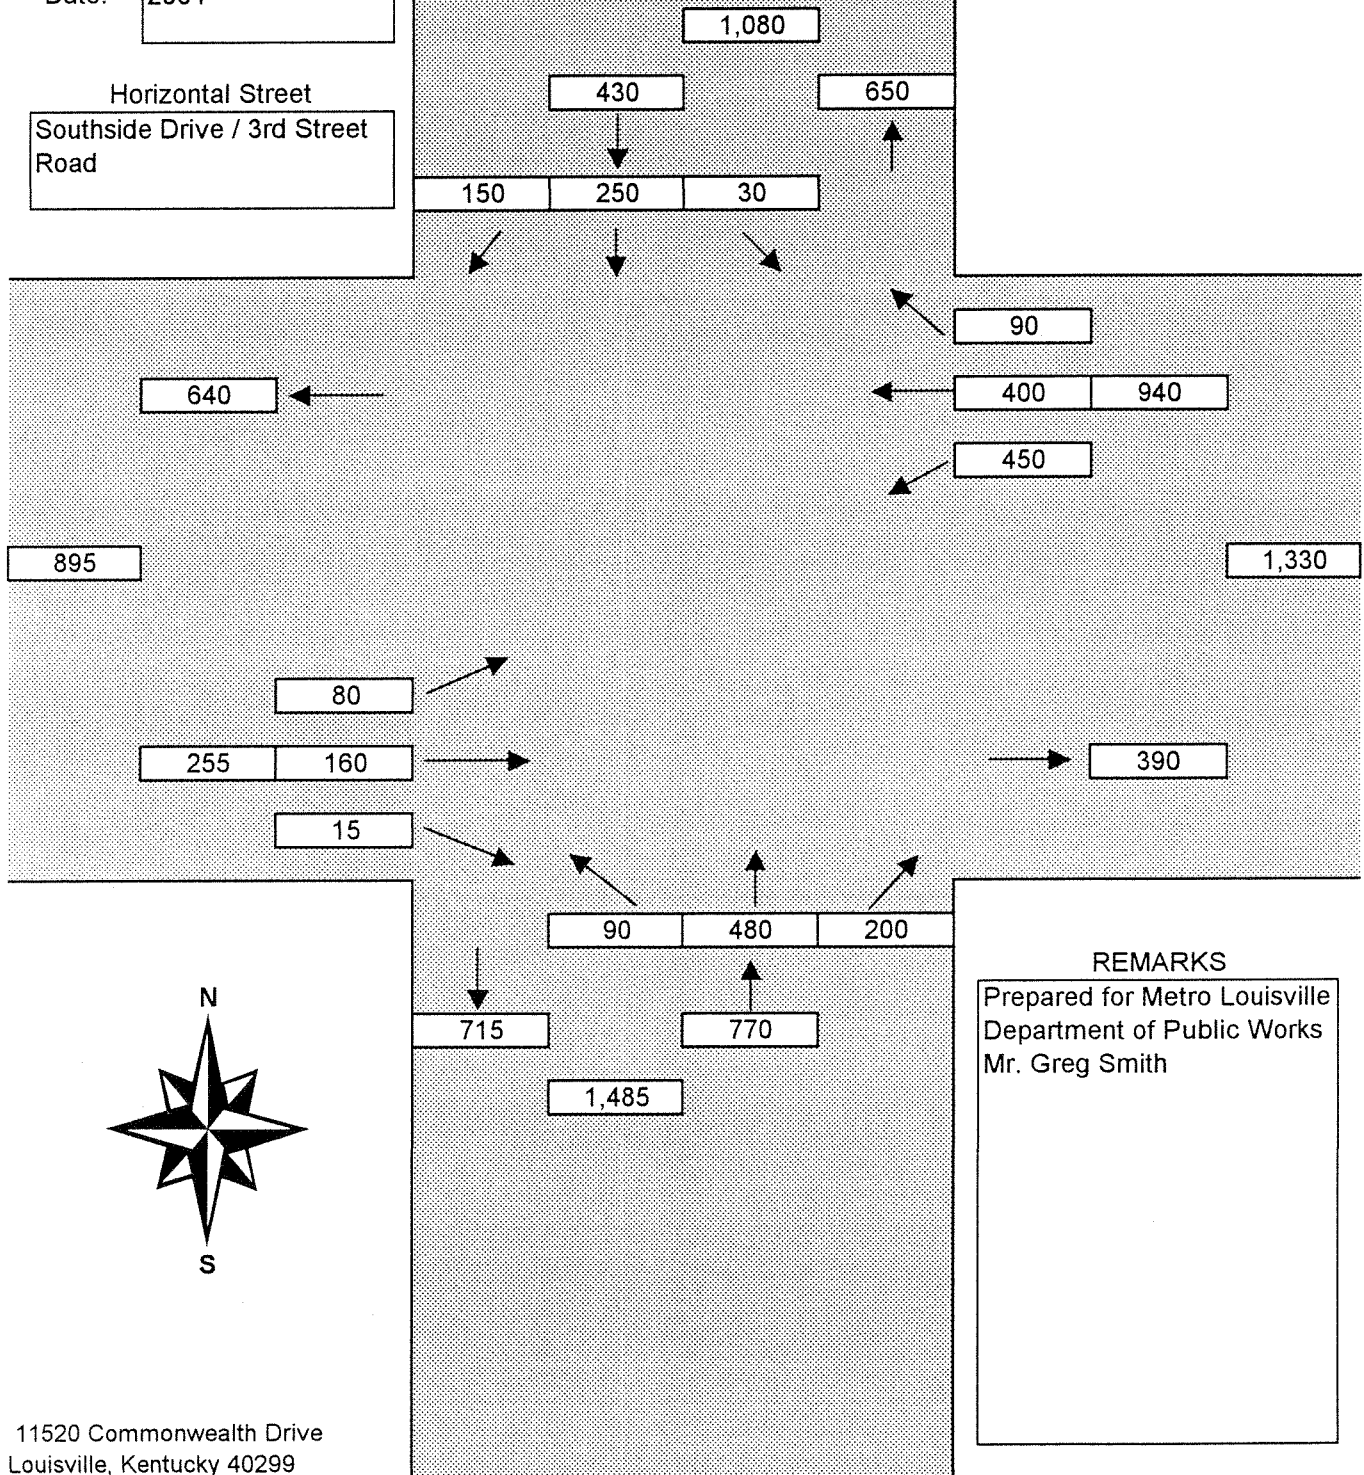 Date:
1,080
Horizontal Street
430
650
Southside Drive / 3rd Street
Road
150 250 30
90
640
400 940
450
895
1,330
80
255 160
390
15
90 480 200
REMARKS
Prepared for Metro Louisville
Department of Public Works
Mr. Greg Smith
N
715
770
1,485
S
11520 Commonwealth Drive
Louisville, Kentucky 40299